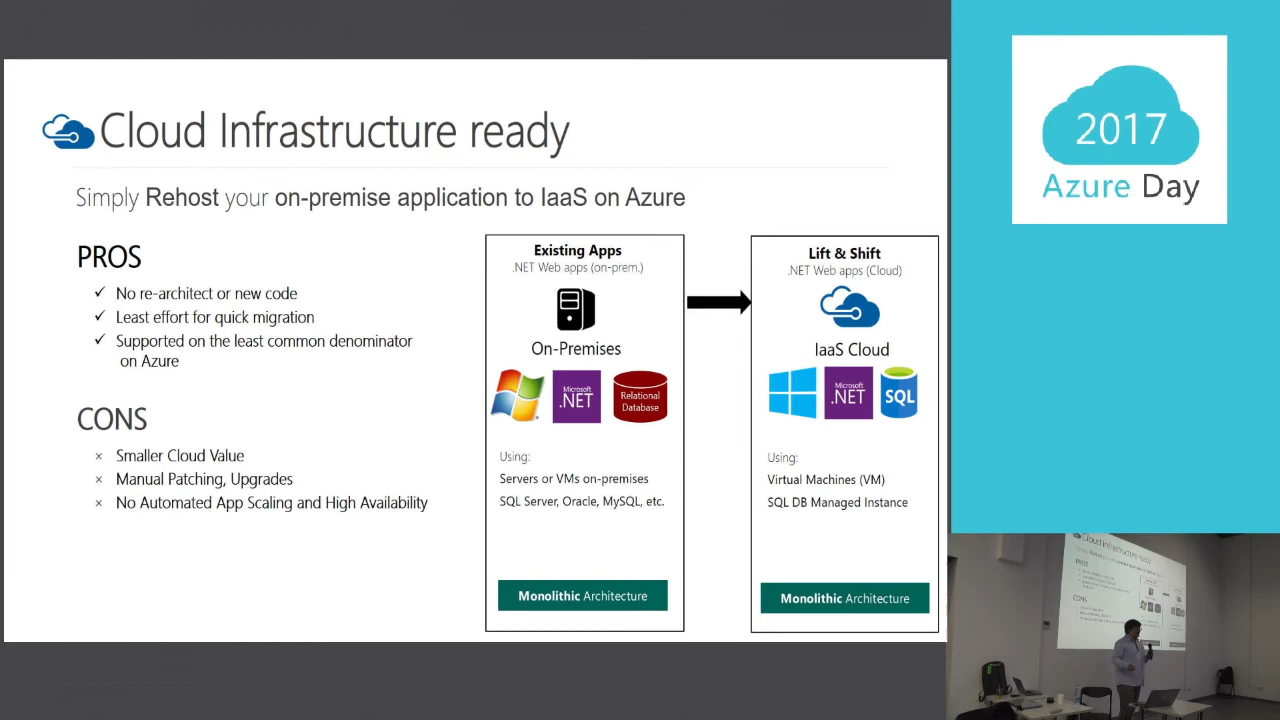 Cloud Infrastructure ready
Simply Rehost your on-premise application to IaaS on Azure
PROS
✓ No re-architect or new code
✓ Least effort for quick migration
✓ Supported on the least common denominator
on Azure
CONS
× Smaller Cloud Value
× Manual Patching, Upgrades
× No Automated App Scaling and High Availability
Existing Apps
.NET Web apps (on-prem.)
On-Premises
Microsoft
.NET
Relational
Database
Using:
Servers or VMs on-premises
SQL Server, Oracle, MySQL, etc.
Monolithic Architecture
Lift & Shift
.NET Web apps (Cloud)
IaaS Cloud
Microsoft
.NET
SQL
Using:
Virtual Machines (VM)
SQL DB Managed Instance
Monolithic Architecture
2017
Azure Day
Cloud Infrastructure ready
PROS
CONS